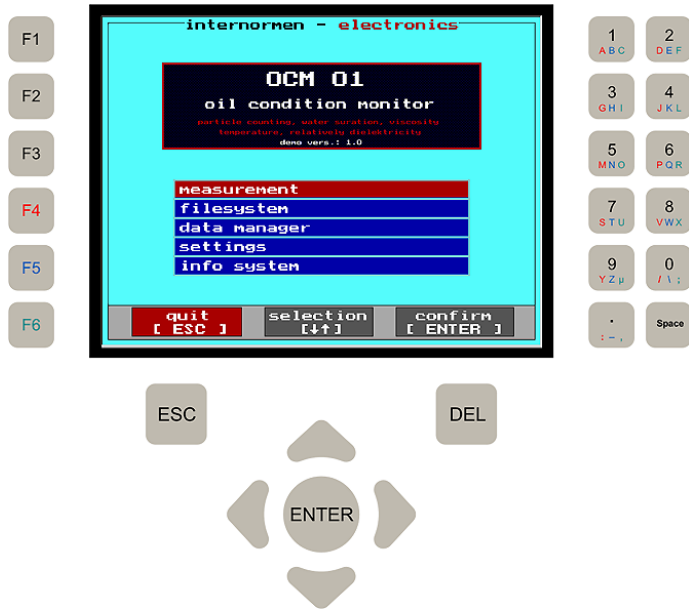 internormen - electronics
OCM 01
oil condition monitor
particle counting, water suration, viscosity
temperature, relatively dielektricity
demo vers.: 1.0
measurement
filesystem
data manager
settings
info system
quit
[ ESC ]
selection
[↓↑]
confirm
[ ENTER ]
F1
F2
F3
F4
F5
F6
1
ABC
2
DEF
3
GHI
4
JKL
5
MNO
6
PQR
7
STU
8
VWX
9
YZµ
0
/ \ ;
.
: – ,
Space
ESC
DEL
ENTER